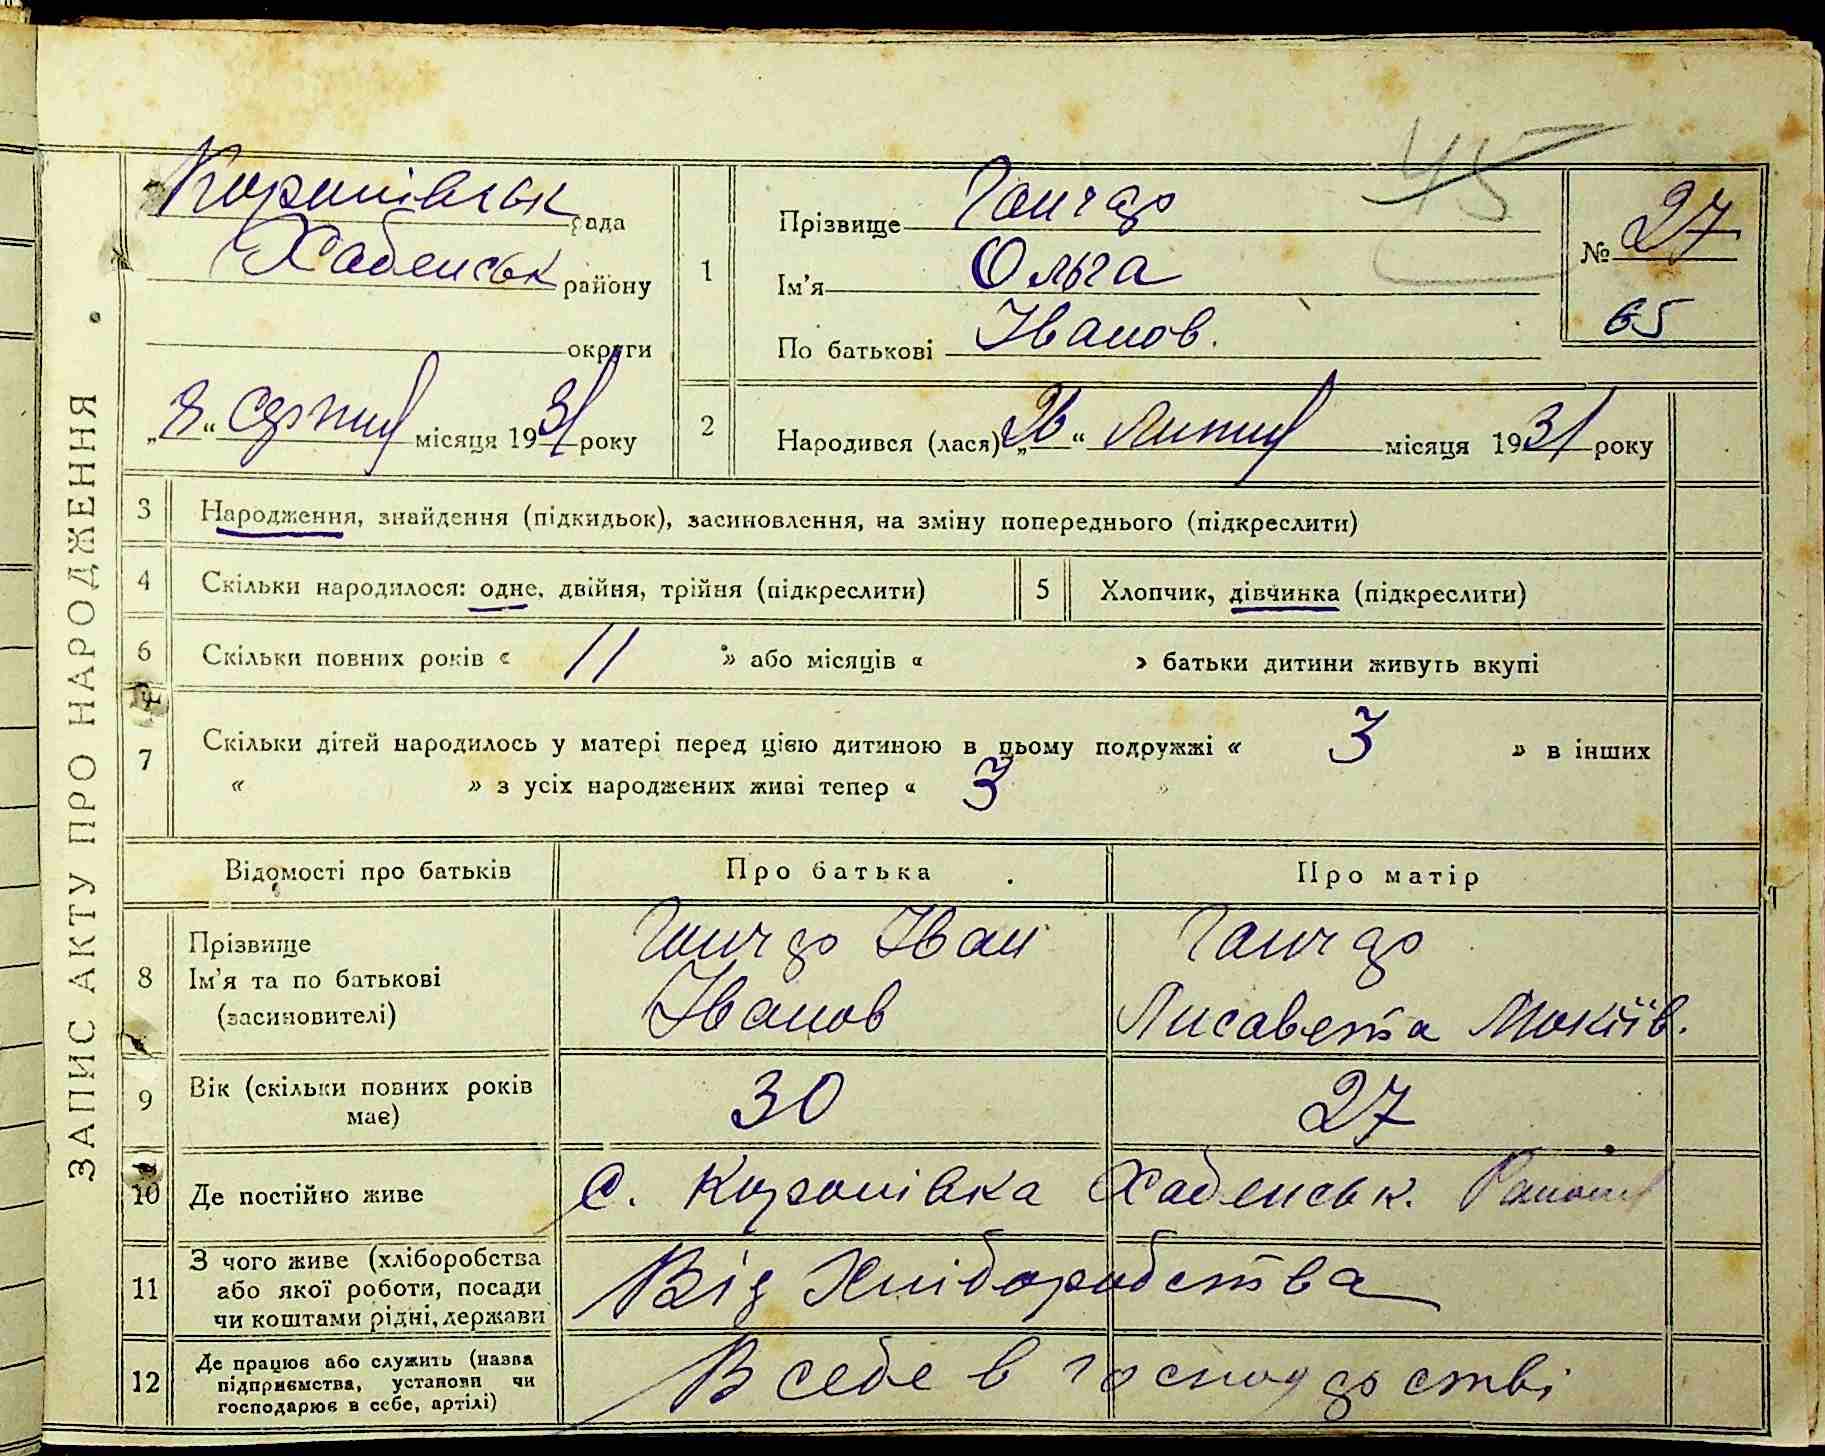 ЗАПИС АКТУ ПРО НАРОДЖЕННЯ
45
рада
Хабенськ району
округи
„8“ Серпня місяця 1931 року
1
Прізвище Ганчар
Ім'я Ольга
По батькові Іванов.
№ 27
65
2
Народився (лася) „26“ Липня місяця 1931 року
3 Народження, знайдення (підкидьок), засиновлення, на зміну попереднього (підкреслити)
4 Скільки народилося: одне, двійня, трійня (підкреслити)
5 Хлопчик, дівчинка (підкреслити)
6 Скільки повних років « 11 » або місяців « » батьки дитини живуть вкупі
7 Скільки дітей народилось у матері перед цією дитиною в цьому подружжі « 3 » в інших
« » з усіх народжених живі тепер « 3 »
Відомості про батьків Про батька Про матір
8
Прізвище
Ім'я та по батькові
(засиновителі)
Ганчар Іван
Іванов
Ганчар
Лисавета Мокіїв.
9
Вік (скільки повних років
має)
30
27
10 Де постійно живе
с. Хабенськ. Району
11
З чого живе (хліборобства
або якої роботи, посади
чи коштами рідні, держави
Від Хліборобства
12
Де працює або служить (назва
підприємства, установи чи
господарює в себе, артілі)
В себе в господарстві